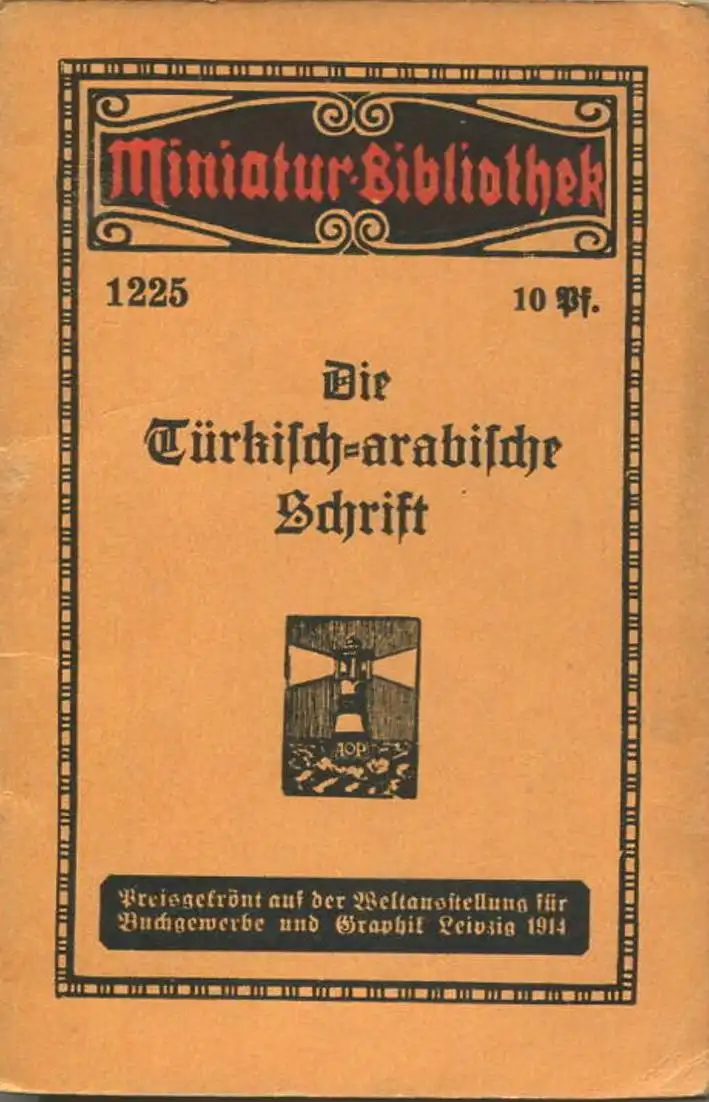 Miniatur-Bibliothek
1225
10 Pf.
Die
Türkiſch=arabiſche
Schrift
AOP
Preisgekrönt auf der Weltausſtellung für
Buchgewerbe und Graphik Leipzig 1914